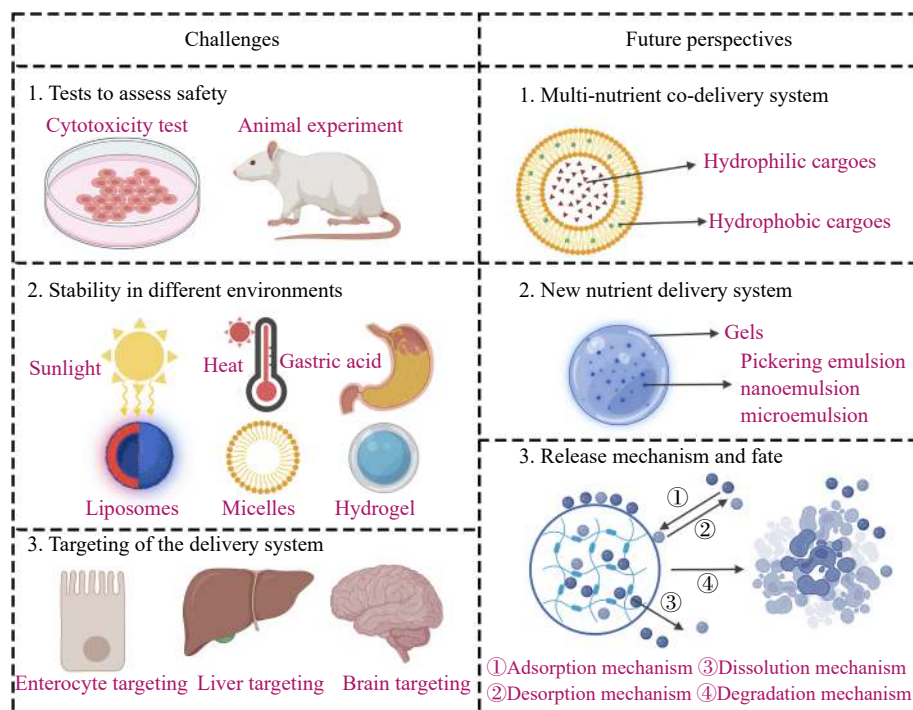 Challenges
Future perspectives
1. Tests to assess safety
Cytotoxicity test
Animal experiment
2. Stability in different environments
Sunlight
Heat
Gastric acid
Liposomes
Micelles
Hydrogel
3. Targeting of the delivery system
Enterocyte targeting
Liver targeting
Brain targeting
1. Multi-nutrient co-delivery system
Hydrophilic cargoes
Hydrophobic cargoes
2. New nutrient delivery system
Gels
Pickering emulsion
nanoemulsion
microemulsion
3. Release mechanism and fate
①
②
④
③
①Adsorption mechanism ③Dissolution mechanism
②Desorption mechanism ④Degradation mechanism